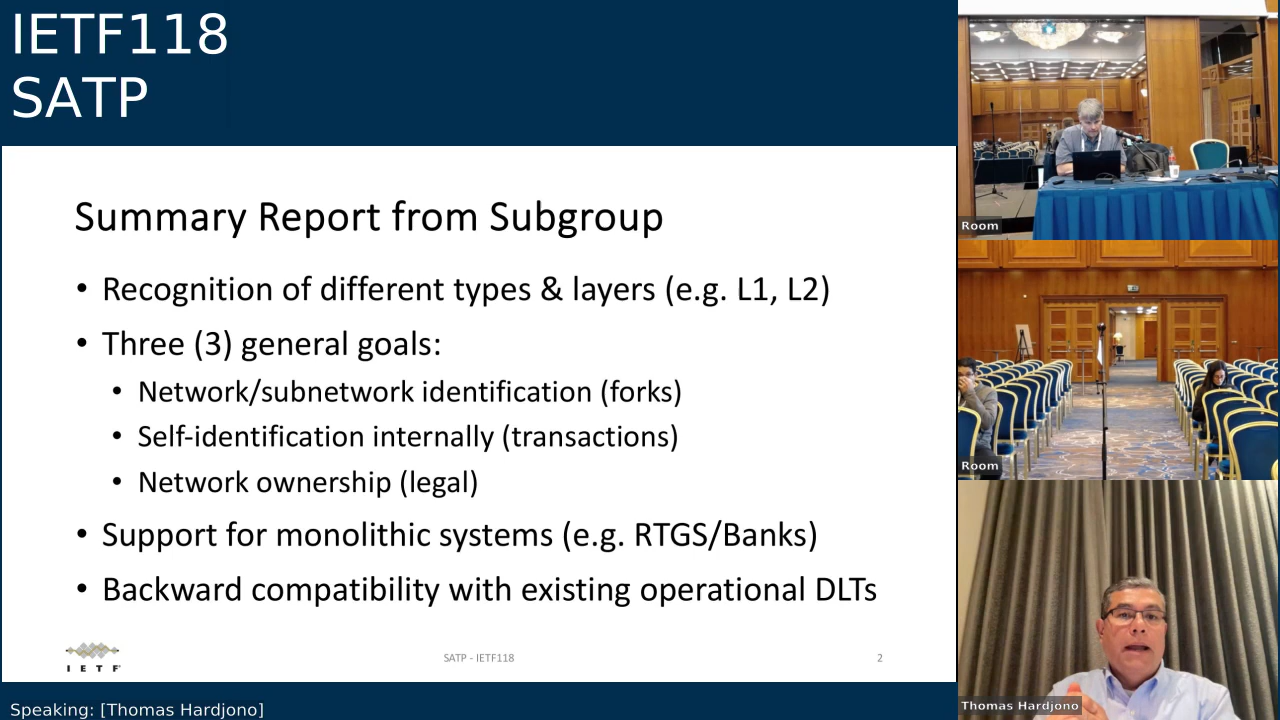 IETF118
SATP
Summary Report from Subgroup
• Recognition of different types & layers (e.g. L1, L2)
• Three (3) general goals:
• Network/subnetwork identification (forks)
• Self-identification internally (transactions)
• Network ownership (legal)
• Support for monolithic systems (e.g. RTGS/Banks)
• Backward compatibility with existing operational DLTs
I E T F
SATP - IETF118
2
Speaking: [Thomas Hardjono]
Room
Room
Thomas Hardjono